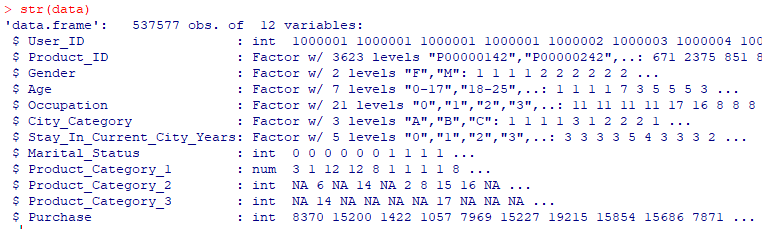 > str(data)
'data.frame':   537577 obs. of  12 variables:
 $ User_ID                   : int  1000001 1000001 1000001 1000001 1000002 1000003 1000004 100
 $ Product_ID                : Factor w/ 3623 levels "P00000142","P00000242",..: 671 2375 851 8
 $ Gender                    : Factor w/ 2 levels "F","M": 1 1 1 1 2 2 2 2 2 2 ...
 $ Age                       : Factor w/ 7 levels "0-17","18-25",..: 1 1 1 1 7 3 5 5 5 3 ...
 $ Occupation                : Factor w/ 21 levels "0","1","2","3",..: 11 11 11 11 17 16 8 8 8
 $ City_Category             : Factor w/ 3 levels "A","B","C": 1 1 1 1 3 1 2 2 2 1 ...
 $ Stay_In_Current_City_Years: Factor w/ 5 levels "0","1","2","3",..: 3 3 3 3 5 4 3 3 3 2 ...
 $ Marital_Status            : int  0 0 0 0 0 0 1 1 1 1 ...
 $ Product_Category_1        : num  3 1 12 12 8 1 1 1 1 8 ...
 $ Product_Category_2        : int  NA 6 NA 14 NA 2 8 15 16 NA ...
 $ Product_Category_3        : int  NA 14 NA NA NA NA 17 NA NA NA ...
 $ Purchase                  : int  8370 15200 1422 1057 7969 15227 19215 15854 15686 7871 ...